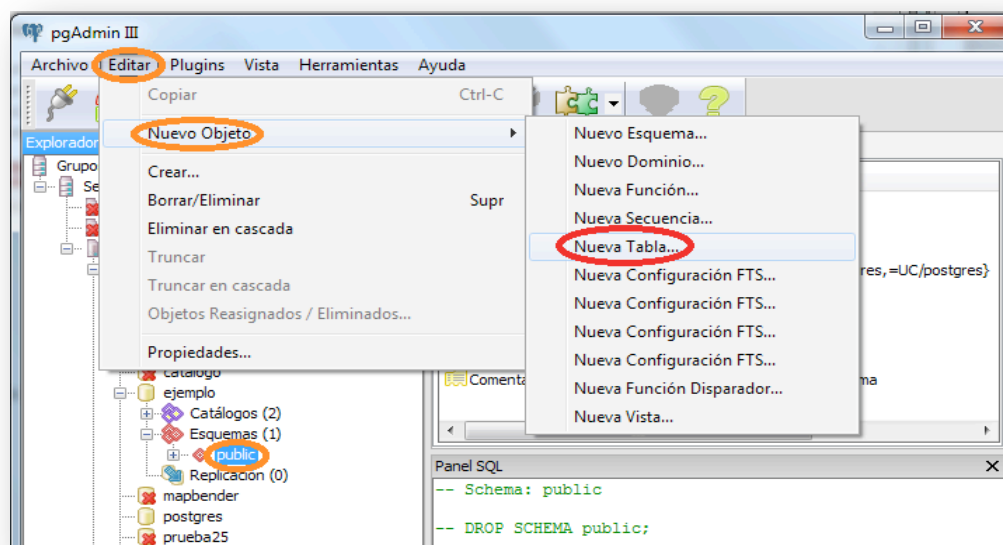 pgAdmin III
Archivo Editar Plugins Vista Herramientas Ayuda
Copiar Ctrl-C
Nuevo Objeto
Crear...
Borrar/Eliminar Supr
Eliminar en cascada
Truncar
Truncar en cascada
Objetos Reasignados / Eliminados...
Propiedades...
Nuevo Esquema...
Nuevo Dominio...
Nueva Función...
Nueva Secuencia...
Nueva Tabla...
Nueva Configuración FTS...
Nueva Configuración FTS...
Nueva Configuración FTS...
Nueva Configuración FTS...
Nueva Función Disparador...
Nueva Vista...
Explorador
Grupo
Se
catalogo
ejemplo
Catálogos (2)
Esquemas (1)
public
Replicación (0)
mapbender
postgres
prueba25
res,=UC/postgres}
Comenta
ma
Panel SQL
-- Schema: public
-- DROP SCHEMA public;